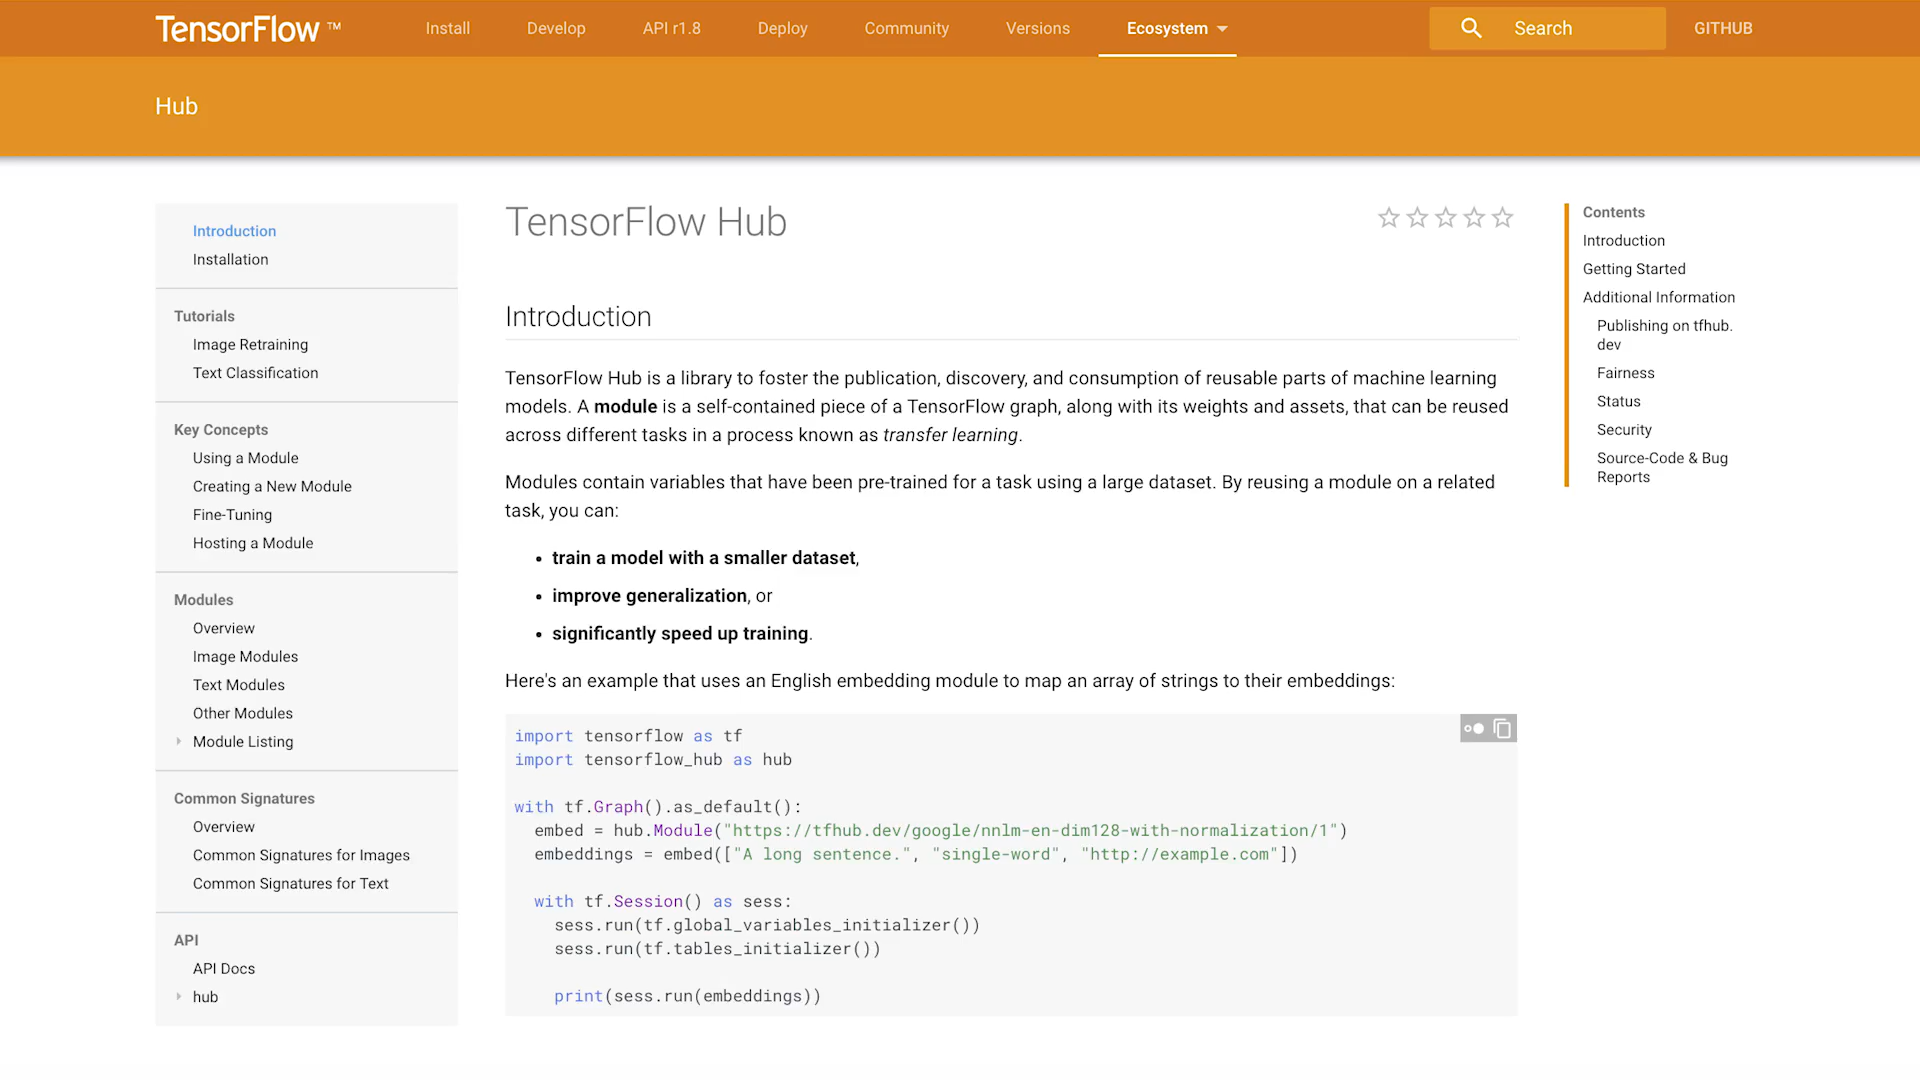 TensorFlow ™
Install
Develop
API r1.8
Deploy
Community
Versions
Ecosystem
Search
GITHUB
Hub
Introduction
Installation
Tutorials
Image Retraining
Text Classification
Key Concepts
Using a Module
Creating a New Module
Fine-Tuning
Hosting a Module
Modules
Overview
Image Modules
Text Modules
Other Modules
Module Listing
Common Signatures
Overview
Common Signatures for Images
Common Signatures for Text
API
API Docs
hub
TensorFlow Hub
Introduction
TensorFlow Hub is a library to foster the publication, discovery, and consumption of reusable parts of machine learning
models. A module is a self-contained piece of a TensorFlow graph, along with its weights and assets, that can be reused
across different tasks in a process known as transfer learning.
Modules contain variables that have been pre-trained for a task using a large dataset. By reusing a module on a related
task, you can:
• train a model with a smaller dataset,
• improve generalization, or
• significantly speed up training.
Here's an example that uses an English embedding module to map an array of strings to their embeddings:
import tensorflow as tf
import tensorflow_hub as hub
with tf.Graph().as_default():
embed = hub.Module("https://tfhub.dev/google/nnlm-en-dim128-with-normalization/1")
embeddings = embed(["A long sentence.", "single-word", "http://example.com"])
with tf.Session() as sess:
sess.run(tf.global_variables_initializer())
sess.run(tf.tables_initializer())
print(sess.run(embeddings))
Contents
Introduction
Getting Started
Additional Information
Publishing on tfhub.
dev
Fairness
Status
Security
Source-Code & Bug
Reports